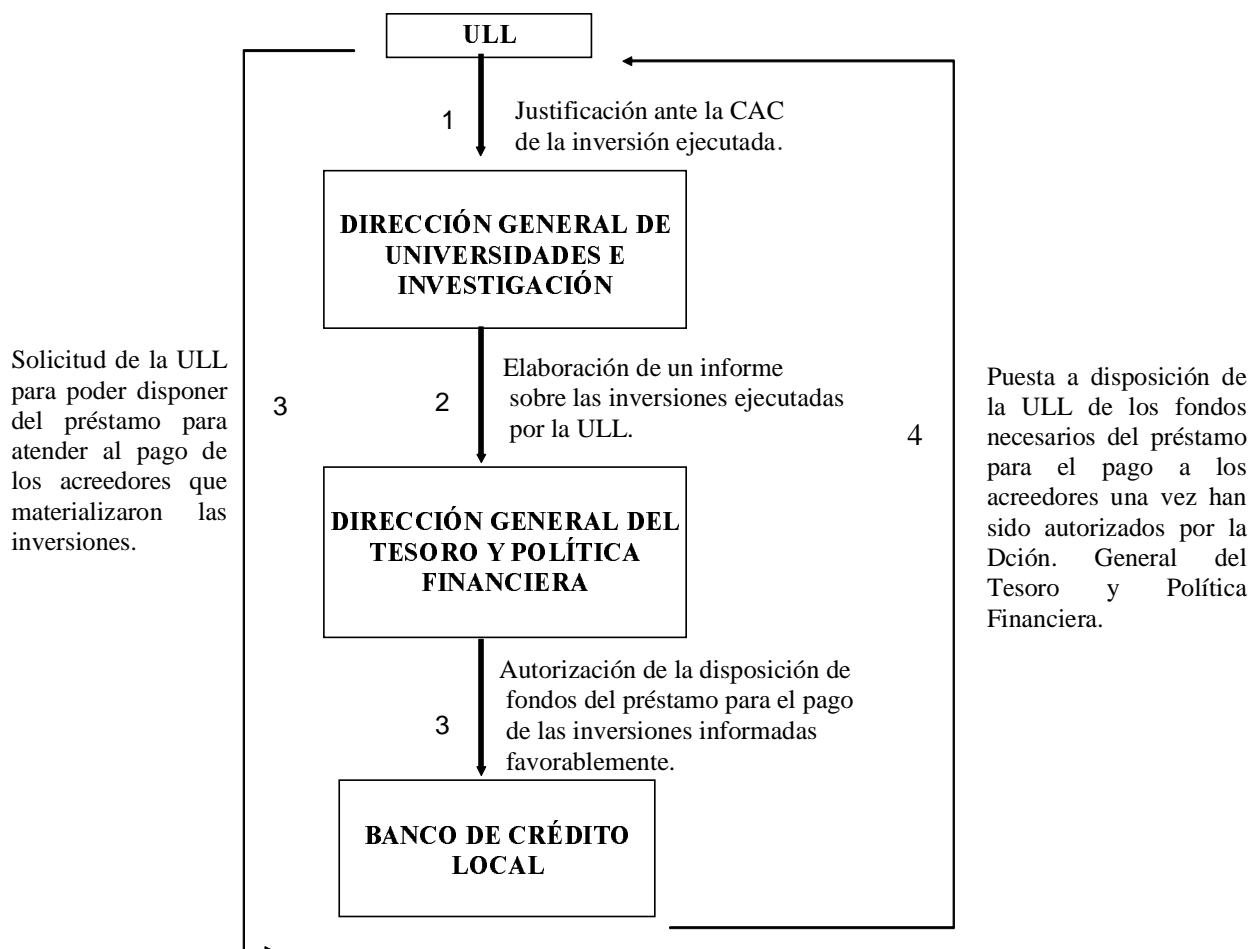 ULL
1
Justificación ante la CAC
de la inversión ejecutada.
DIRECCIÓN GENERAL DE
UNIVERSIDADES E
INVESTIGACIÓN
Solicitud de la ULL
para poder disponer
del préstamo para
atender al pago de
los acreedores que
materializaron las
inversiones.
3
2
Elaboración de un informe
sobre las inversiones ejecutadas
por la ULL.
4
Puesta a disposición de
la ULL de los fondos
necesarios del préstamo
para el pago a los
acreedores una vez han
sido autorizados por la
Dción. General del
Tesoro y Política
Financiera.
DIRECCIÓN GENERAL DEL
TESORO Y POLÍTICA
FINANCIERA
3
Autorización de la disposición de
fondos del préstamo para el pago
de las inversiones informadas
favorablemente.
BANCO DE CRÉDITO
LOCAL